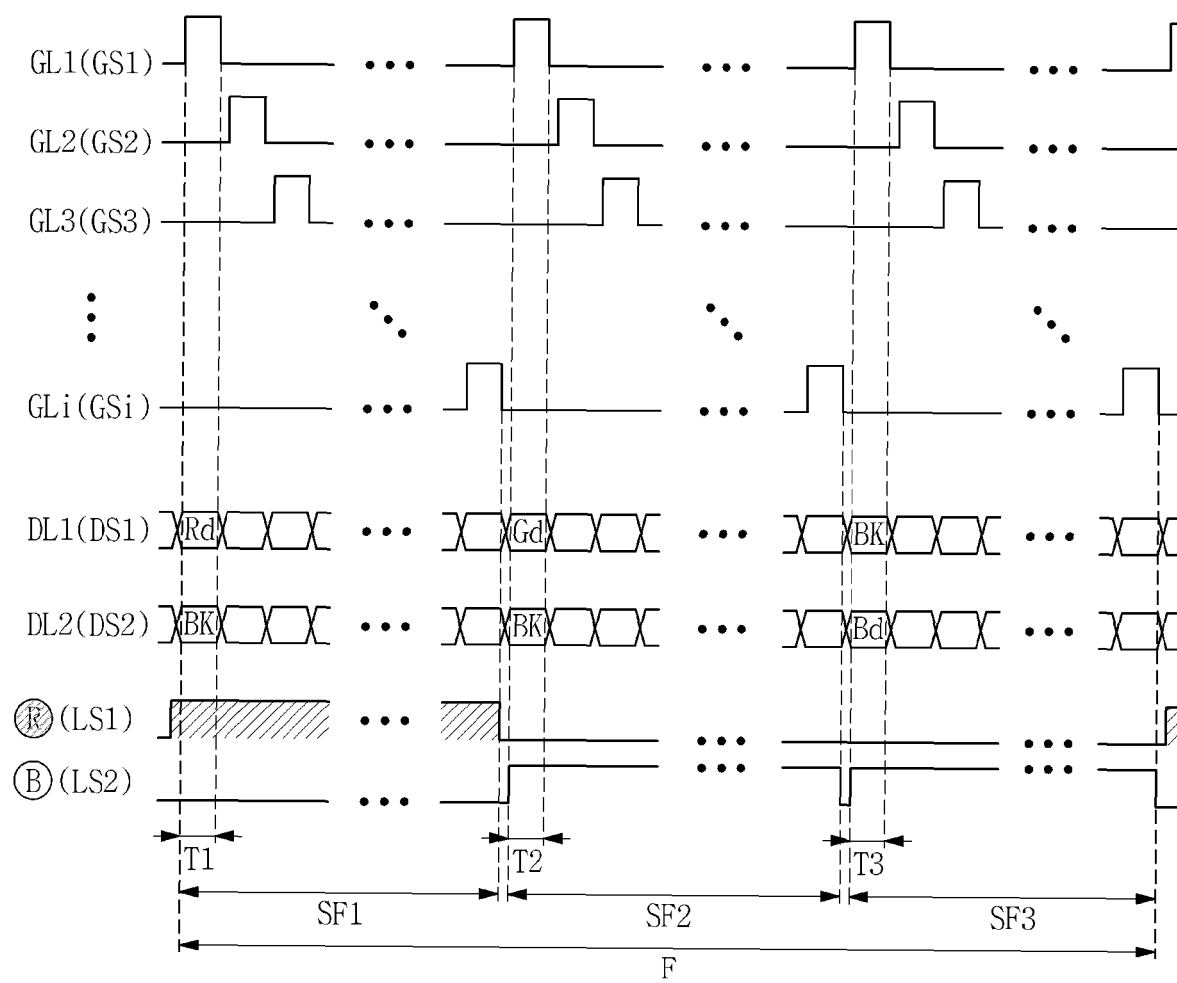 GL1(GS1)
GL2(GS2)
GL3(GS3)
GLi(GSi)
DL1(DS1) Rd Gd BK
DL2(DS2) BK BK Bd
R (LS1)
B (LS2)
T1 T2 T3
SF1 SF2 SF3
F